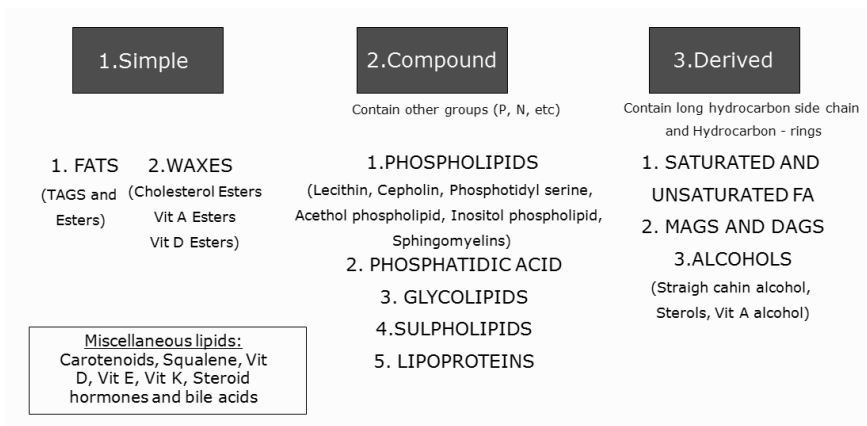 1.Simple
2.Compound
3.Derived
Contain other groups (P, N, etc)
Contain long hydrocarbon side chain
and Hydrocarbon - rings
1. FATS
(TAGS and
Esters)
2.WAXES
(Cholesterol Esters
Vit A Esters
Vit D Esters)
1.PHOSPHOLIPIDS
(Lecithin, Cepholin, Phosphotidyl serine,
Acethol phospholipid, Inositol phospholipid,
Sphingomyelins)
2. PHOSPHATIDIC ACID
3. GLYCOLIPIDS
4.SULPHOLIPIDS
5. LIPOPROTEINS
1. SATURATED AND
UNSATURATED FA
2. MAGS AND DAGS
3.ALCOHOLS
(Straigh cahin alcohol,
Sterols, Vit A alcohol)
Miscellaneous lipids:
Carotenoids, Squalene, Vit
D, Vit E, Vit K, Steroid
hormones and bile acids